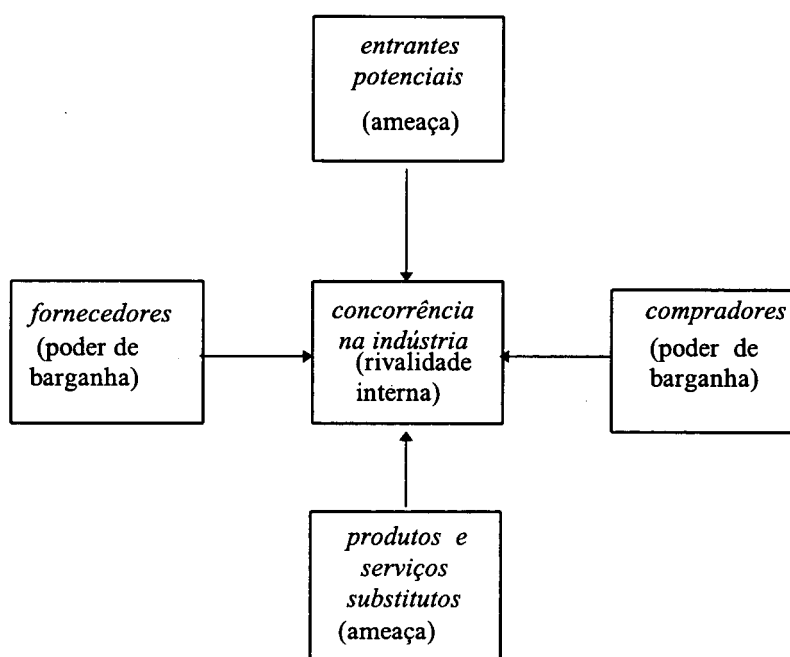 entrantes
potenciais
(ameaça)
fornecedores
(poder de
barganha)
concorrência
na indústria
(rivalidade
interna)
compradores
(poder de
barganha)
produtos e
serviços
substitutos
(ameaça)